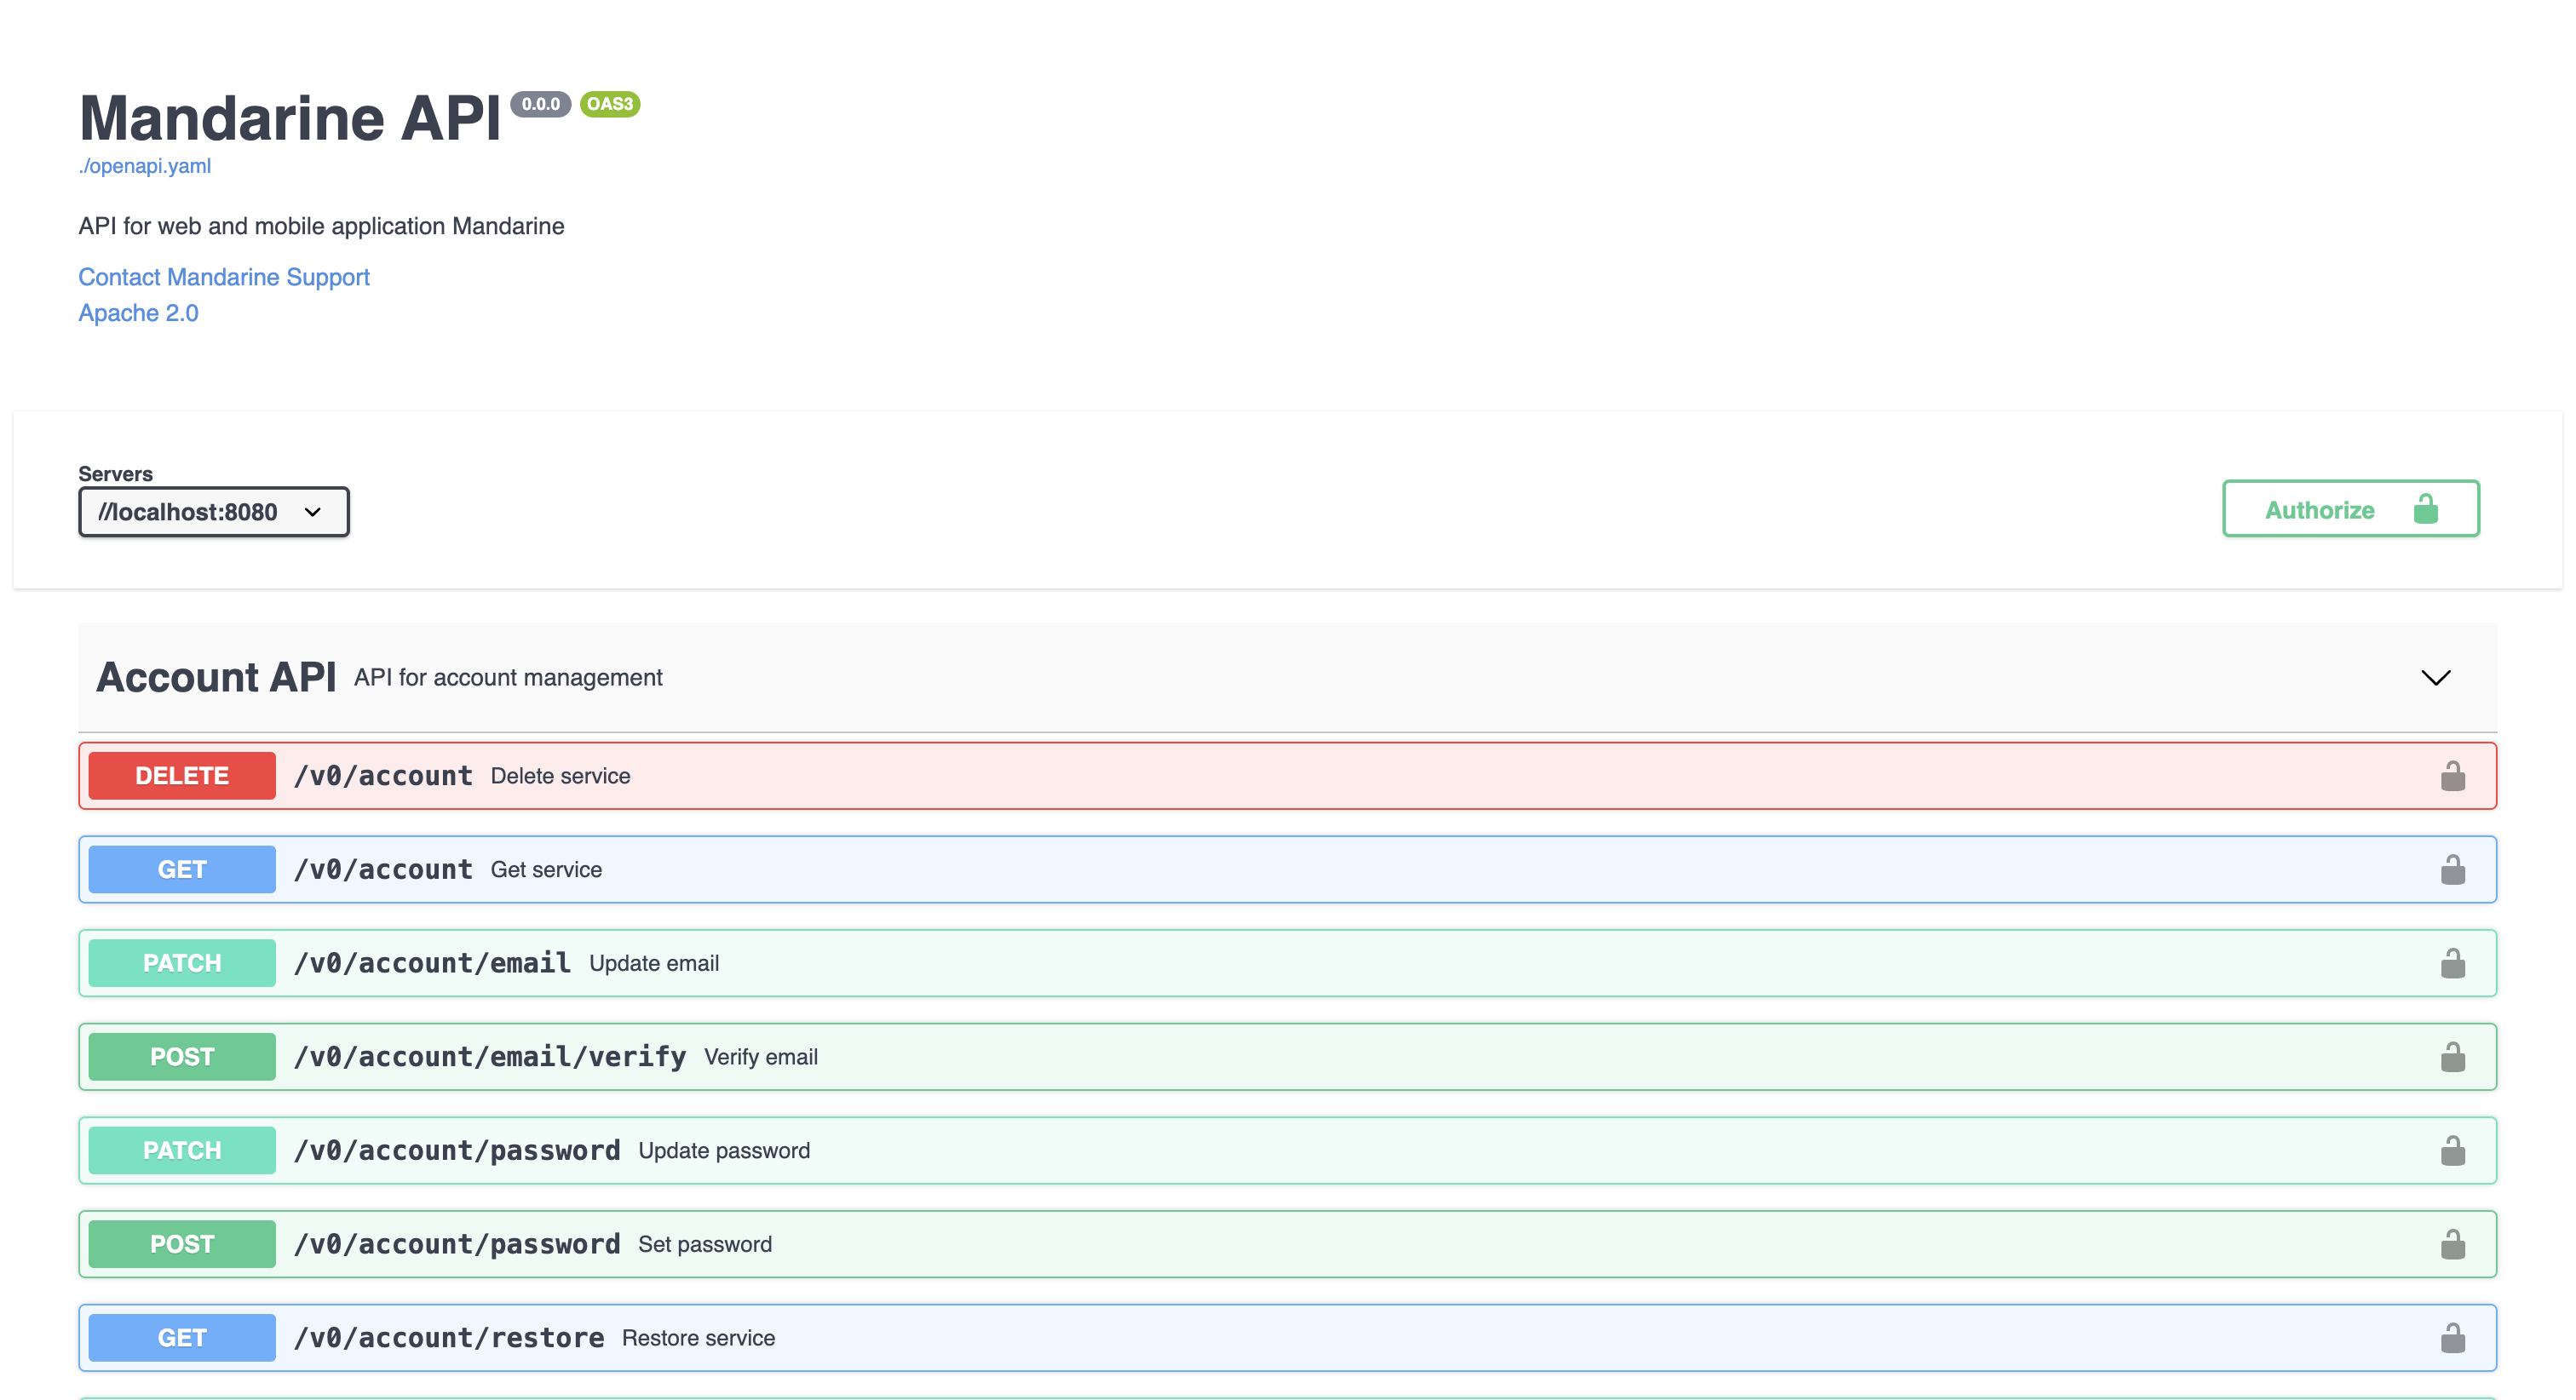 Mandarine API 0.0.0 OAS3
./openapi.yaml
API for web and mobile application Mandarine
Contact Mandarine Support
Apache 2.0
Servers
//localhost:8080
Authorize
Account API API for account management
DELETE /v0/account Delete service
GET /v0/account Get service
PATCH /v0/account/email Update email
POST /v0/account/email/verify Verify email
PATCH /v0/account/password Update password
POST /v0/account/password Set password
GET /v0/account/restore Restore service